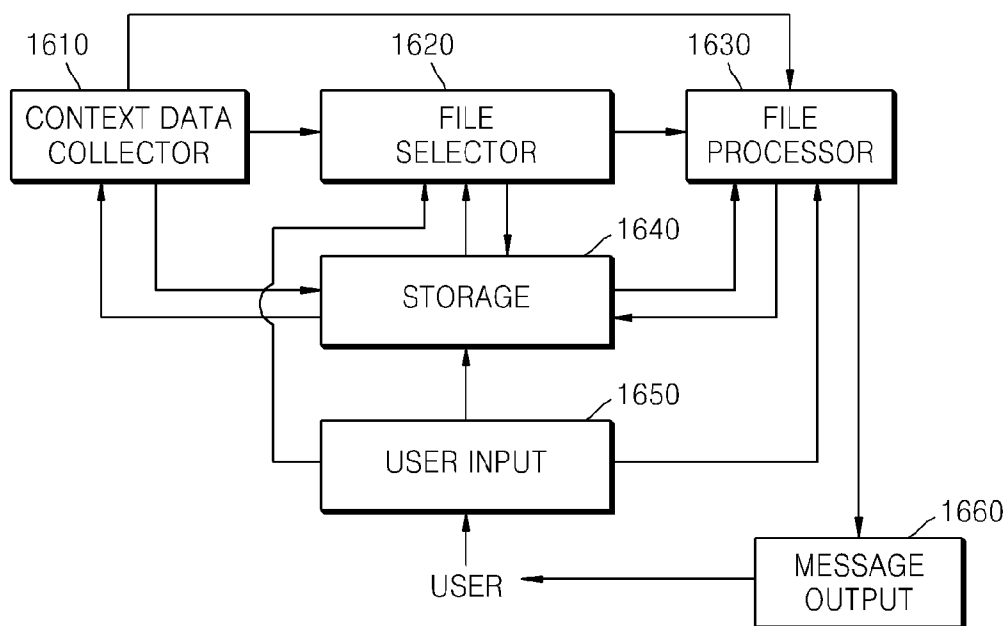 1610
1620
1630
CONTEXT DATA
COLLECTOR
FILE
SELECTOR
FILE
PROCESSOR
1640
STORAGE
1650
USER INPUT
1660
USER
MESSAGE
OUTPUT